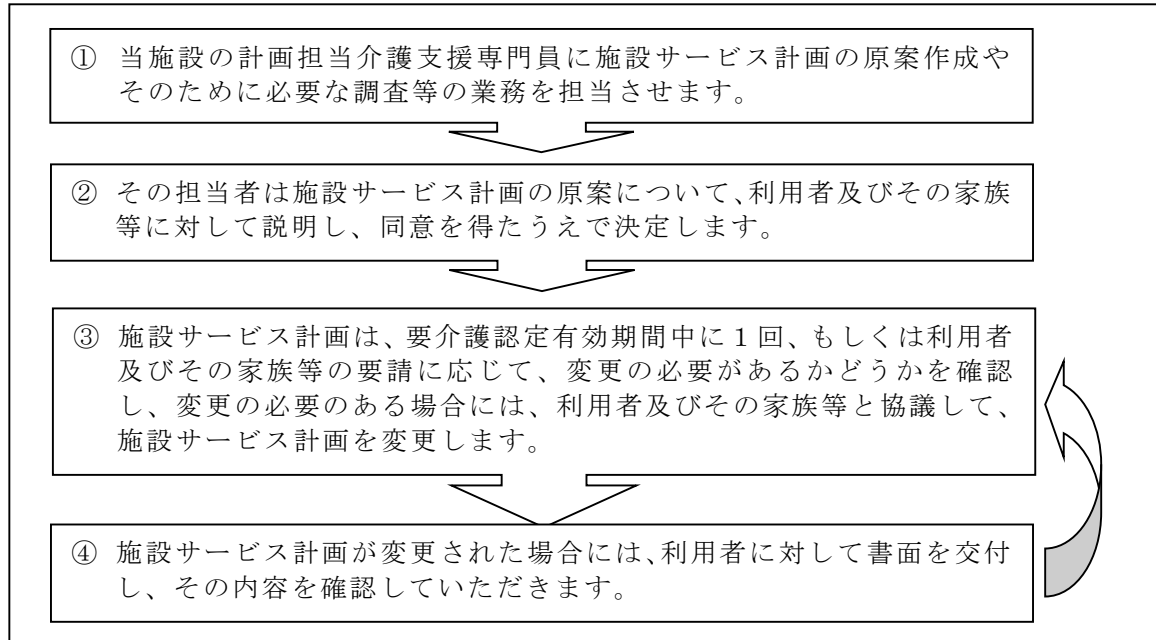 ① 当施設の計画担当介護支援専門員に施設サービス計画の原案作成や
そのために必要な調査等の業務を担当させます。
② その担当者は施設サービス計画の原案について、利用者及びその家族
等に対して説明し、同意を得たうえで決定します。
③ 施設サービス計画は、要介護認定有効期間中に1回、もしくは利用者
及びその家族等の要請に応じて、変更の必要があるかどうかを確認
し、変更の必要のある場合には、利用者及びその家族等と協議して、
施設サービス計画を変更します。
④ 施設サービス計画が変更された場合には、利用者に対して書面を交付
し、その内容を確認していただきます。